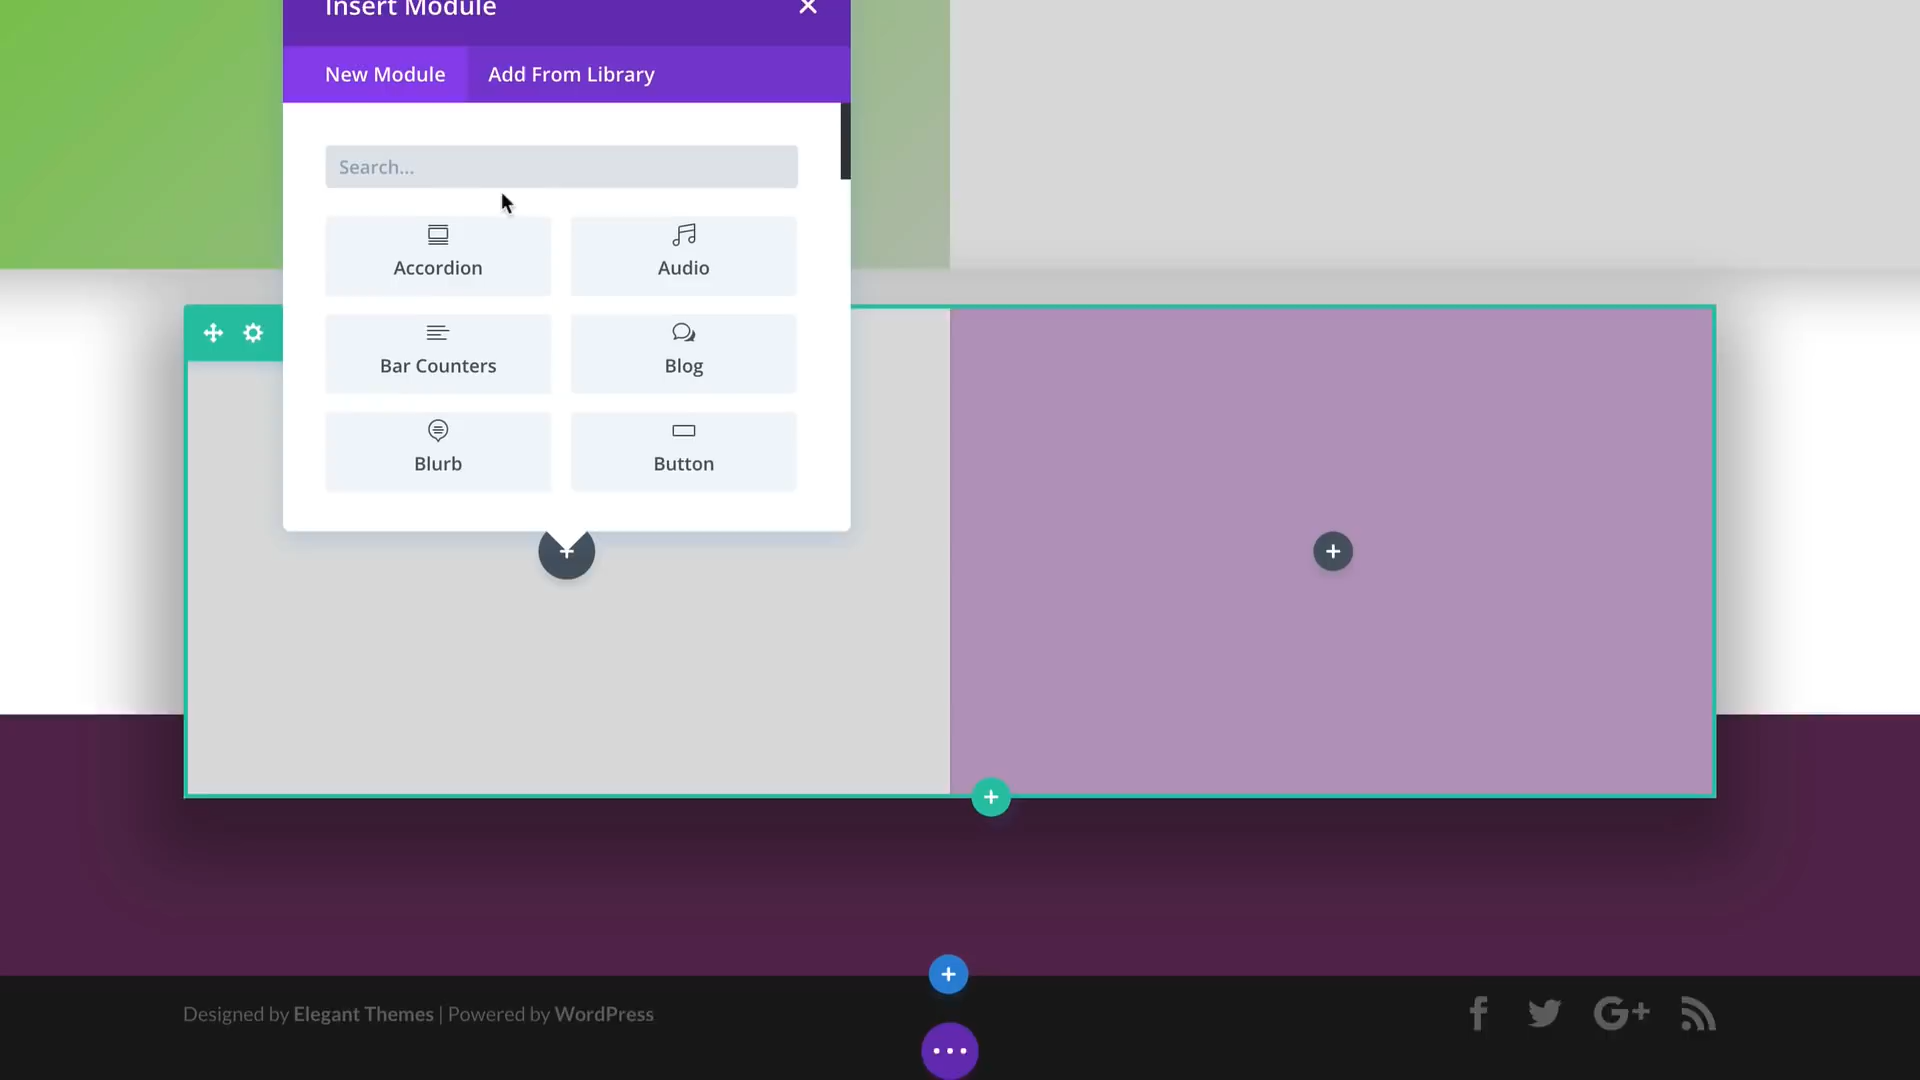 Insert Module
New Module
Add From Library
Search...
Accordion
Audio
Bar Counters
Blog
Blurb
Button
Designed by Elegant Themes | Powered by WordPress